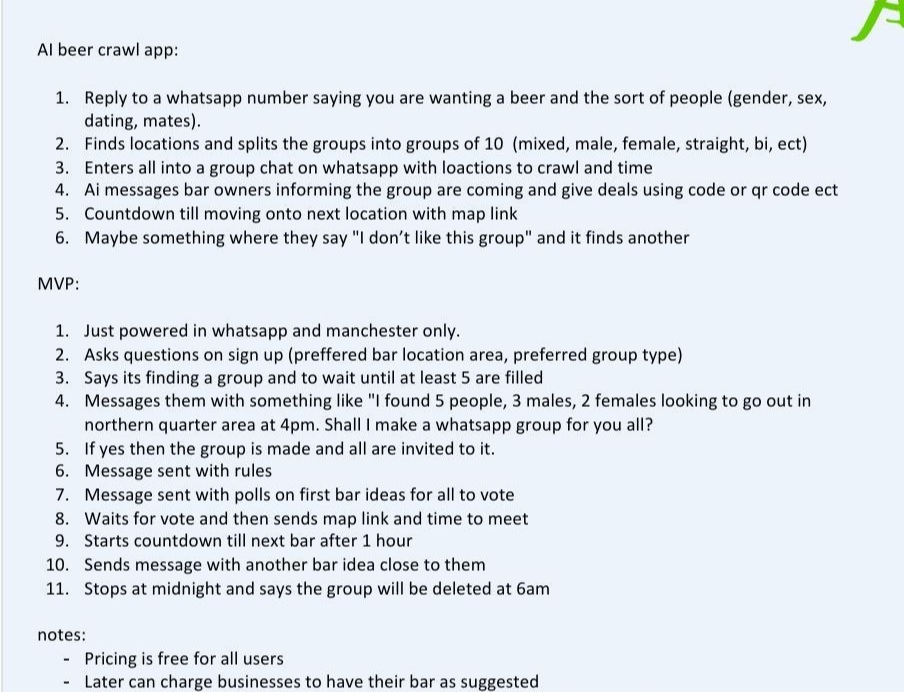 AI beer crawl app:
1. Reply to a whatsapp number saying you are wanting a beer and the sort of people (gender, sex,
dating, mates).
2. Finds locations and splits the groups into groups of 10 (mixed, male, female, straight, bi, ect)
3. Enters all into a group chat on whatsapp with loactions to crawl and time
4. Ai messages bar owners informing the group are coming and give deals using code or qr code ect
5. Countdown till moving onto next location with map link
6. Maybe something where they say "I don't like this group" and it finds another
MVP:
1. Just powered in whatsapp and manchester only.
2. Asks questions on sign up (preffered bar location area, preferred group type)
3. Says its finding a group and to wait until at least 5 are filled
4. Messages them with something like "I found 5 people, 3 males, 2 females looking to go out in
northern quarter area at 4pm. Shall I make a whatsapp group for you all?
5. If yes then the group is made and all are invited to it.
6. Message sent with rules
7. Message sent with polls on first bar ideas for all to vote
8. Waits for vote and then sends map link and time to meet
9. Starts countdown till next bar after 1 hour
10. Sends message with another bar idea close to them
11. Stops at midnight and says the group will be deleted at 6am
notes:
- Pricing is free for all users
- Later can charge businesses to have their bar as suggested